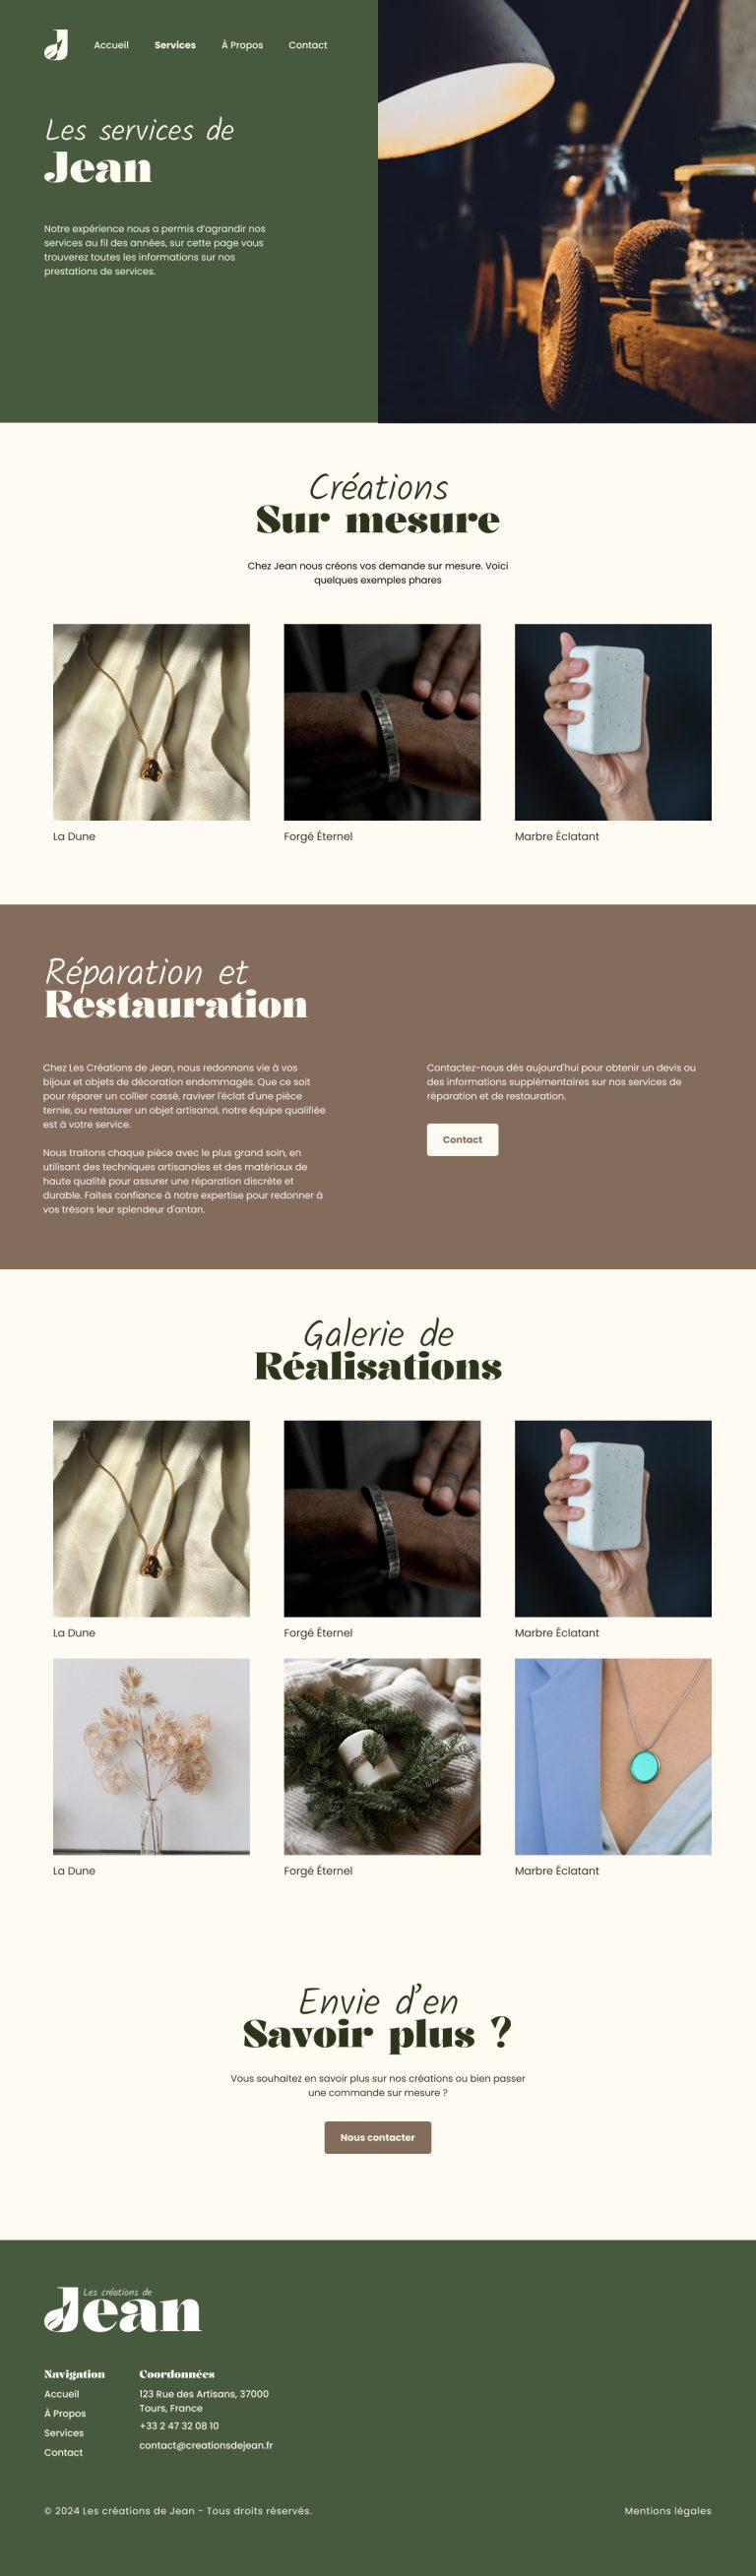 J
Accueil
Services
À Propos
Contact
Les services de
Jean
Notre expérience nous a permis d'agrandir nos
services au fil des années, sur cette page vous
trouverez toutes les informations sur nos
prestations de services.
Créations
Sur mesure
Chez Jean nous créons vos demande sur mesure. Voici
quelques exemples phares
La Dune
Forgé Éternel
Marbre Éclatant
Réparation et
Restauration
Chez Les Créations de Jean, nous redonnons vie à vos
bijoux et objets de décoration endommagés. Que ce soit
pour réparer un collier cassé, raviver l'éclat d'une pièce
ternie, ou restaurer un objet artisanal, notre équipe qualifiée
est à votre service.
Nous traitons chaque pièce avec le plus grand soin, en
utilisant des techniques artisanales et des matériaux de
haute qualité pour assurer une réparation discrète et
durable. Faites confiance à notre expertise pour redonner à
vos trésors leur splendeur d'antan.
Contactez-nous dès aujourd'hui pour obtenir un devis ou
des informations supplémentaires sur nos services de
réparation et de restauration.
Contact
Galerie de
Réalisations
La Dune
Forgé Éternel
Marbre Éclatant
La Dune
Forgé Éternel
Marbre Éclatant
Envie d'en
Savoir plus ?
Vous souhaitez en savoir plus sur nos créations ou bien passer
une commande sur mesure ?
Nous contacter
Les créations de
Jean
Navigation
Accueil
À Propos
Services
Contact
Coordonnées
123 Rue des Artisans, 37000
Tours, France
+33 2 47 32 08 10
contact@creationsdejean.fr
© 2024 Les créations de Jean - Tous droits réservés.
Mentions légales